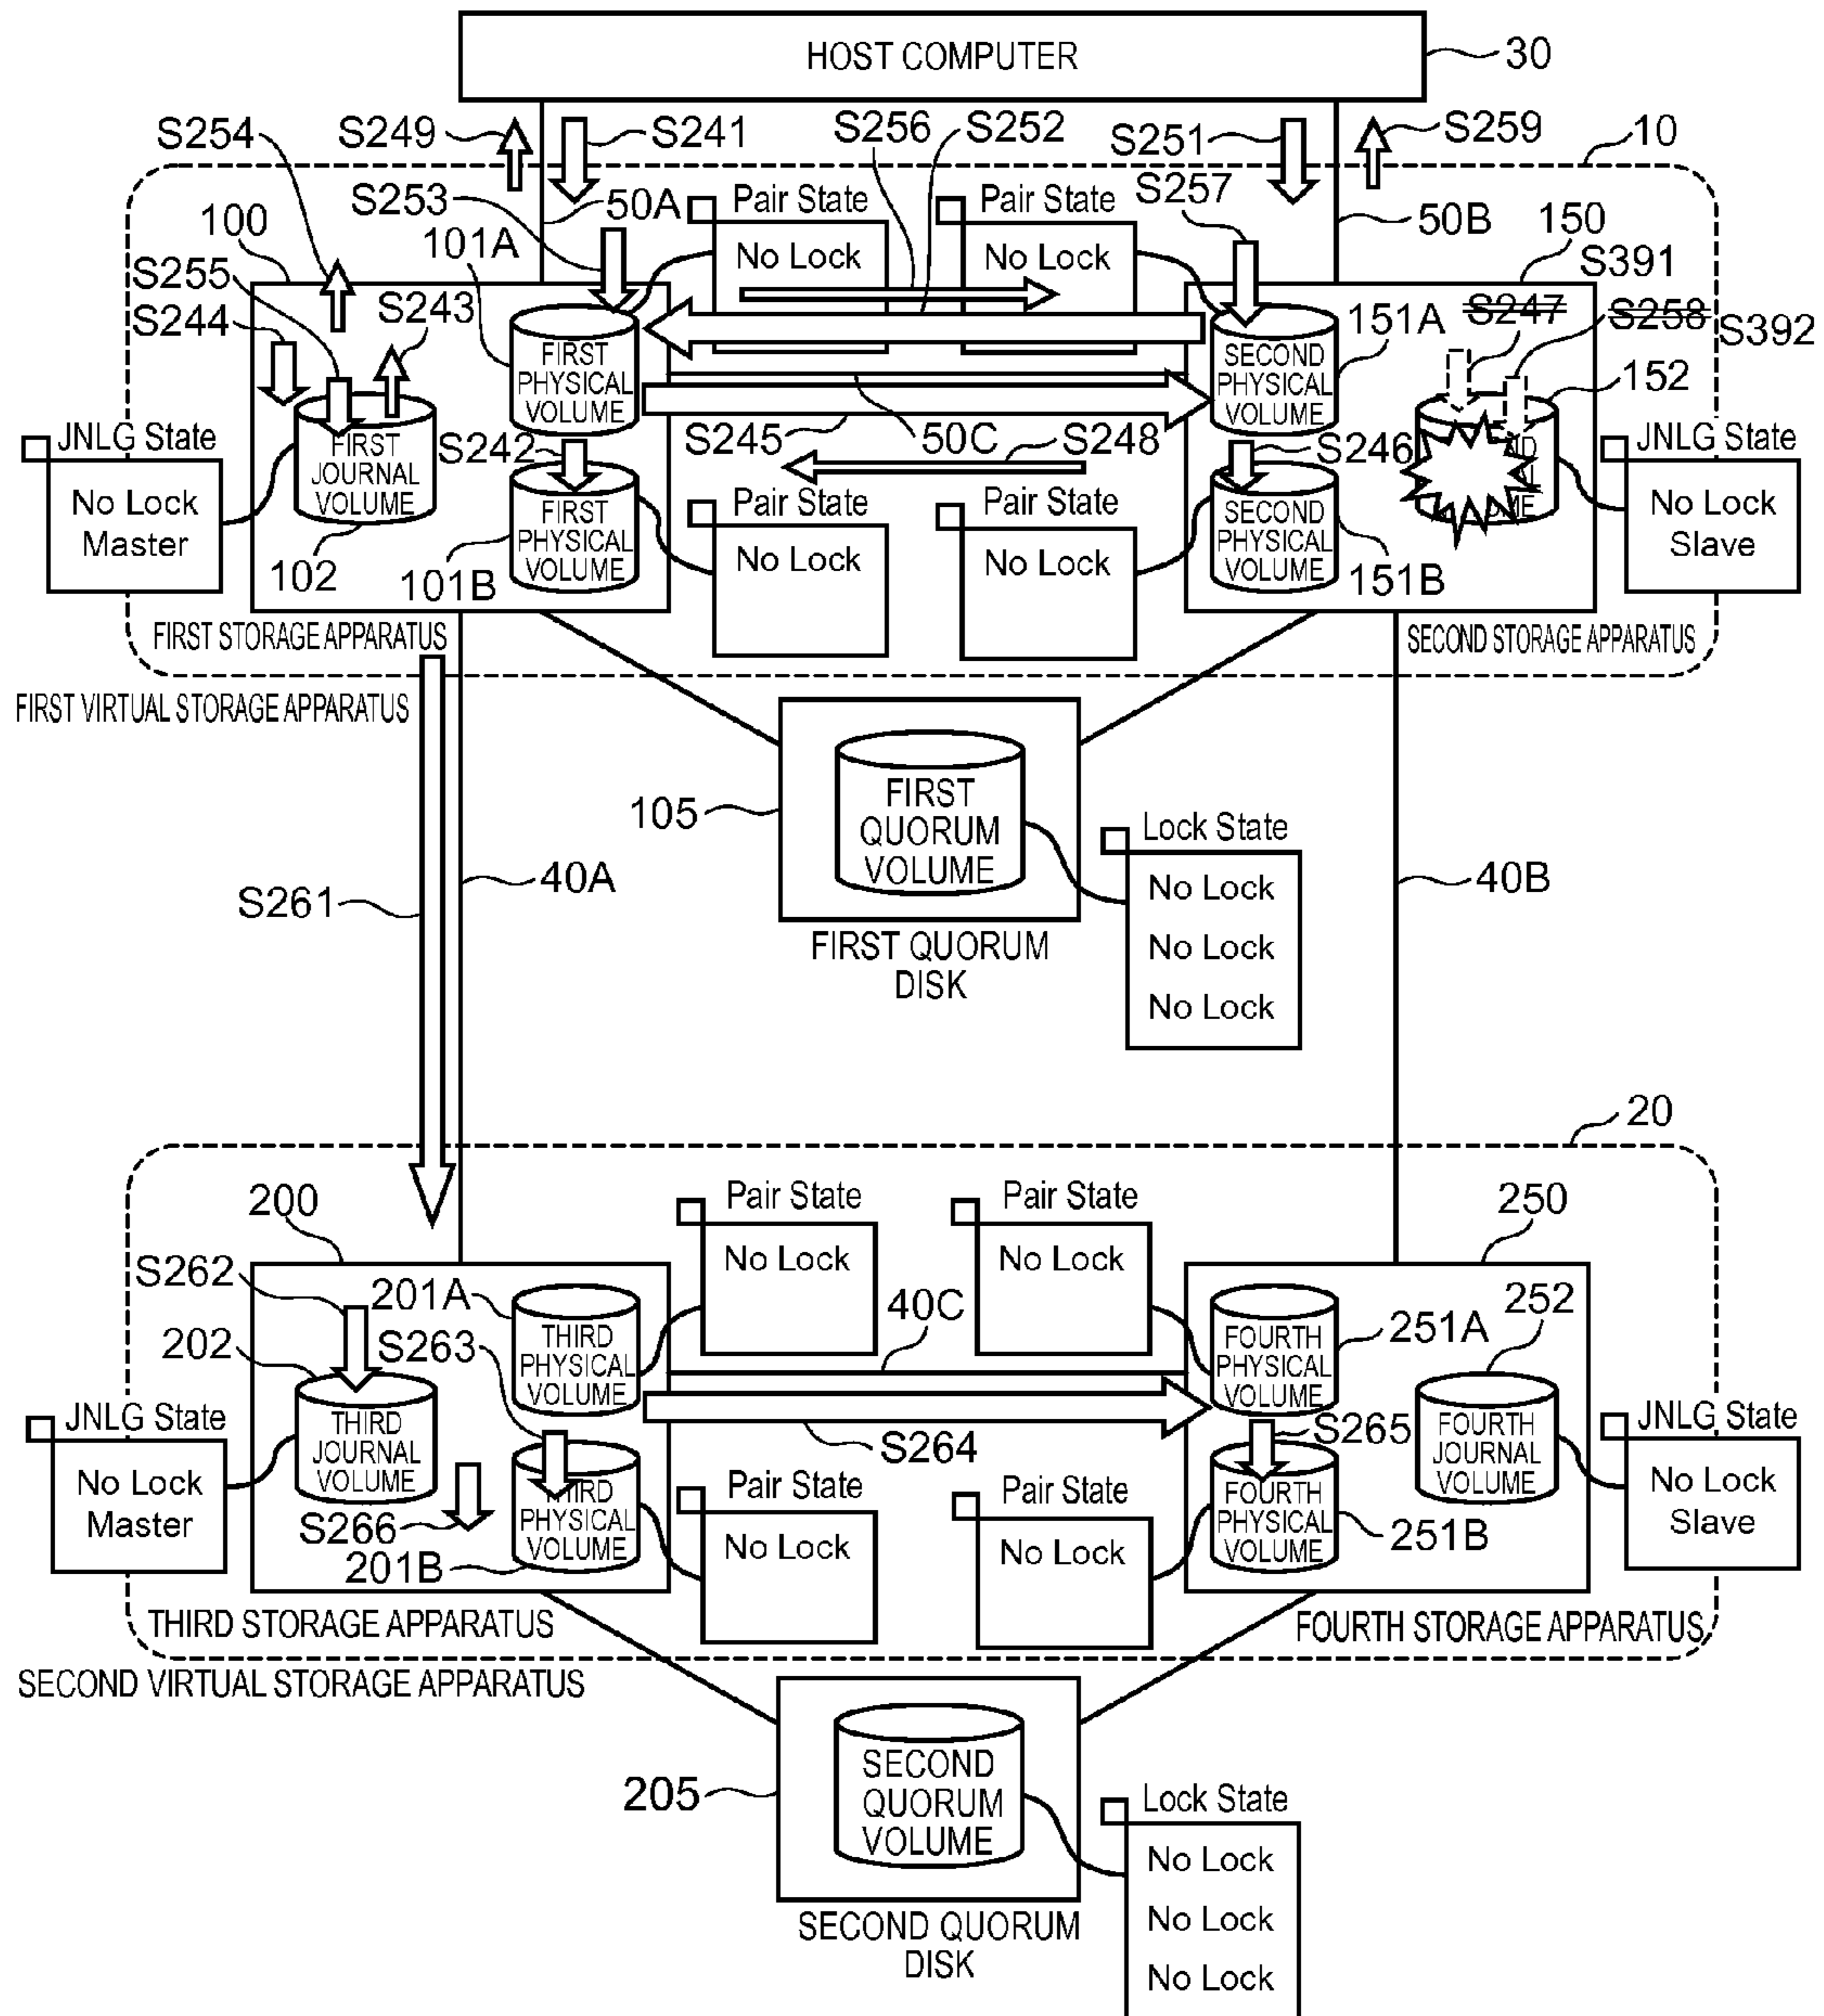 HOST COMPUTER
30
S254
S249
S241
S256
S252
S251
S259
10
S253
Pair State
Pair State
S257
100
101A
50A
50B
150
S255
No Lock
No Lock
S391
S244
S243
S247
S258
S392
151A
152
FIRST
PHYSICAL
VOLUME
SECOND
PHYSICAL
VOLUME
JNLG State
FIRST
JOURNAL
VOLUME
S242
S245
50C
S248
S246
JNLG State
No Lock
Master
Pair State
Pair State
No Lock
Slave
FIRST
PHYSICAL
VOLUME
No Lock
No Lock
SECOND
PHYSICAL
VOLUME
102
101B
151B
FIRST STORAGE APPARATUS
SECOND STORAGE APPARATUS
FIRST VIRTUAL STORAGE APPARATUS
105
FIRST
QUORUM
VOLUME
Lock State
40A
S261
40B
No Lock
No Lock
No Lock
FIRST QUORUM
DISK
20
200
Pair State
Pair State
250
S262
201A
No Lock
No Lock
40C
252
202
S263
THIRD
PHYSICAL
VOLUME
FOURTH
PHYSICAL
VOLUME
251A
JNLG State
THIRD
JOURNAL
VOLUME
S264
S265
FOURTH
JOURNAL
VOLUME
JNLG State
No Lock
Master
S266
THIRD
PHYSICAL
VOLUME
Pair State
Pair State
FOURTH
PHYSICAL
VOLUME
No Lock
Slave
201B
No Lock
No Lock
251B
THIRD STORAGE APPARATUS
FOURTH STORAGE APPARATUS
SECOND VIRTUAL STORAGE APPARATUS
205
SECOND
QUORUM
VOLUME
Lock State
No Lock
No Lock
No Lock
SECOND QUORUM
DISK